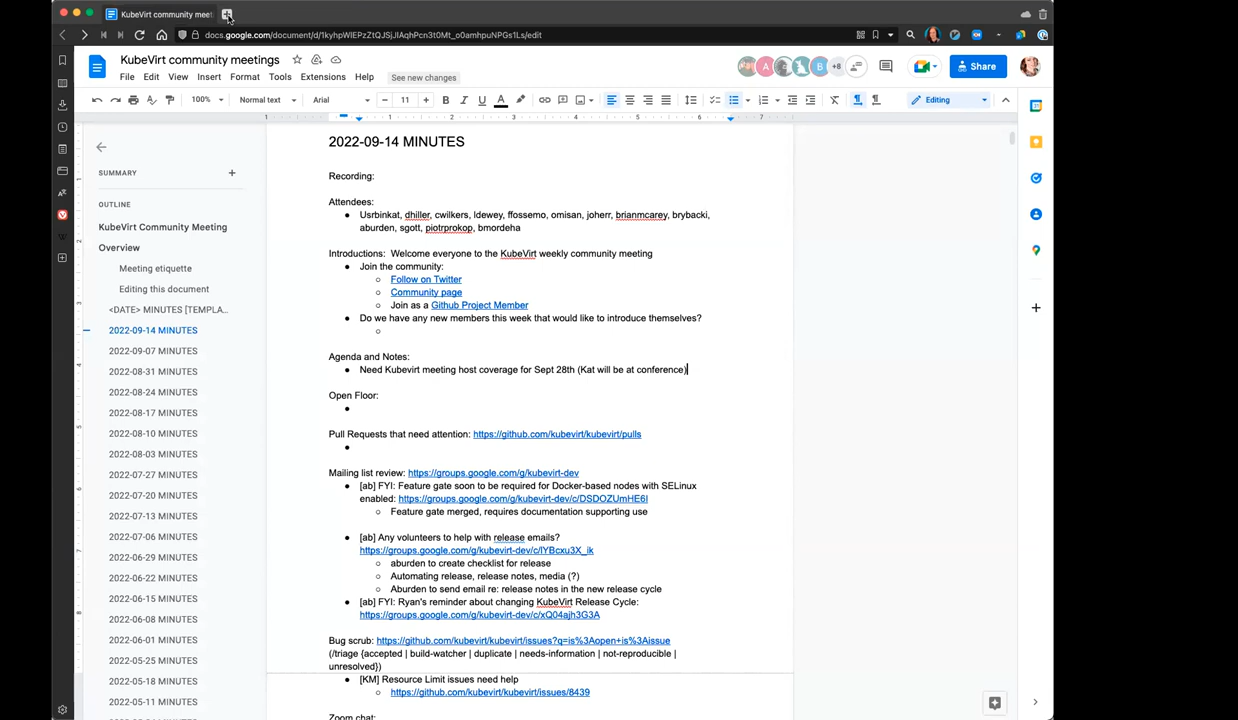 KubeVirt community meet
docs.google.com/document/d/1kyhpWIEPzZtQJSjJIAqhPcn3t0Mt_o0amhpuNPGs1Ls/edit
KubeVirt community meetings
File Edit View Insert Format Tools Extensions Help See new changes
+8
Share
100% Normal text Arial 11 Editing
1 1 2 3 4 5 6 7
SUMMARY
OUTLINE
KubeVirt Community Meeting
Overview
Meeting etiquette
Editing this document
<DATE> MINUTES [TEMPLA...
2022-09-14 MINUTES
2022-09-07 MINUTES
2022-08-31 MINUTES
2022-08-24 MINUTES
2022-08-17 MINUTES
2022-08-10 MINUTES
2022-08-03 MINUTES
2022-07-27 MINUTES
2022-07-20 MINUTES
2022-07-13 MINUTES
2022-07-06 MINUTES
2022-06-29 MINUTES
2022-06-22 MINUTES
2022-06-15 MINUTES
2022-06-08 MINUTES
2022-06-01 MINUTES
2022-05-25 MINUTES
2022-05-18 MINUTES
2022-05-11 MINUTES
2022-09-14 MINUTES
Recording:
Attendees:
Usrbinkat, dhiller, cwilkers, ldewey, ffossemo, omisan, joherr, brianmcarey, brybacki,
aburden, sgott, piotrprokop, bmordeha
Introductions: Welcome everyone to the KubeVirt weekly community meeting
Join the community:
Follow on Twitter
Community page
Join as a Github Project Member
Do we have any new members this week that would like to introduce themselves?
Agenda and Notes:
Need Kubevirt meeting host coverage for Sept 28th (Kat will be at conference)
Open Floor:
Pull Requests that need attention: https://github.com/kubevirt/kubevirt/pulls
Mailing list review: https://groups.google.com/g/kubevirt-dev
[ab] FYI: Feature gate soon to be required for Docker-based nodes with SELinux
enabled: https://groups.google.com/g/kubevirt-dev/c/DSDOZUmHE6I
Feature gate merged, requires documentation supporting use
[ab] Any volunteers to help with release emails?
https://groups.google.com/g/kubevirt-dev/c/IYBcxu3X_ik
aburden to create checklist for release
Automating release, release notes, media (?)
Aburden to send email re: release notes in the new release cycle
[ab] FYI: Ryan's reminder about changing KubeVirt Release Cycle:
https://groups.google.com/g/kubevirt-dev/c/xQ04ajh3G3A
Bug scrub: https://github.com/kubevirt/kubevirt/issues?q=is%3Aopen+is%3Aissue
(/triage {accepted | build-watcher | duplicate | needs-information | not-reproducible |
unresolved})
[KM] Resource Limit issues need help
https://github.com/kubevirt/kubevirt/issues/8439
Zoom chat: